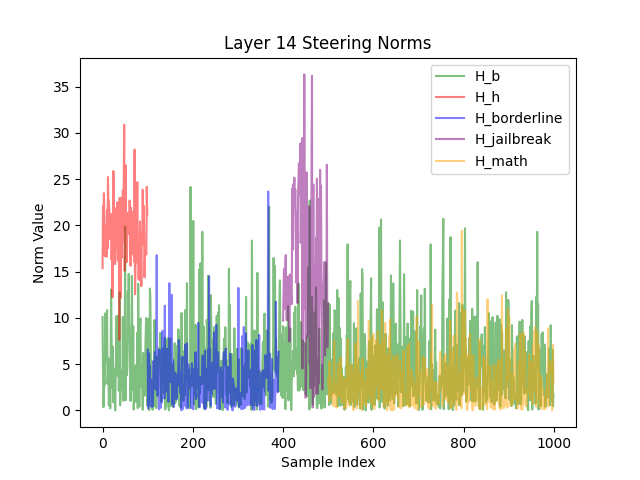 Layer 14 Steering Norms
H_b
H_h
H_borderline
H_jailbreak
H_math
Norm Value
35
30
25
20
15
10
5
0
0
200
400
600
800
1000
Sample Index